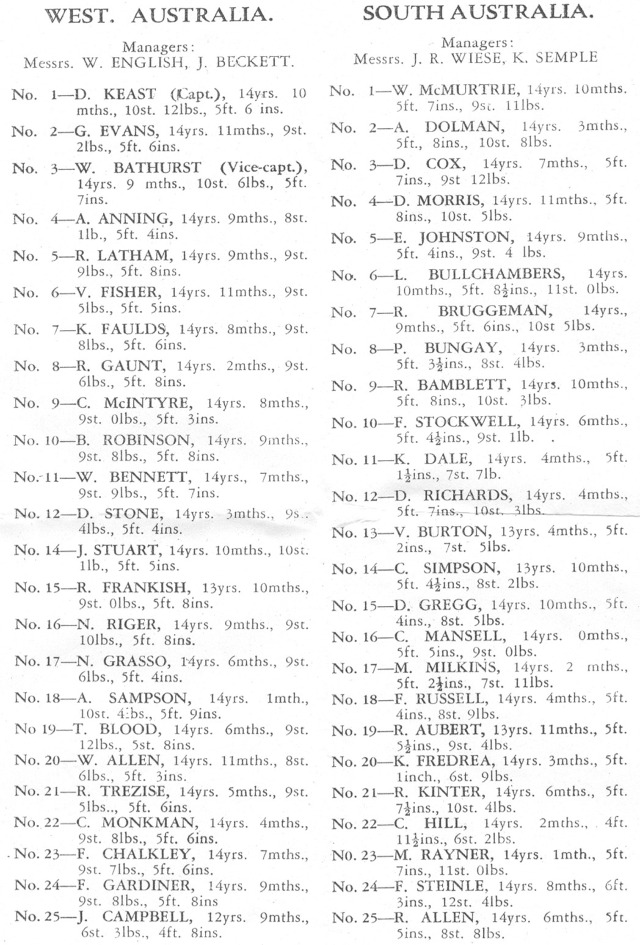 WEST. AUSTRALIA.
Managers:
Messrs. W. ENGLISH, J. BECKETT.
No. 1—D. KEAST (Capt.), 14yrs. 10
mths., 10st. 12lbs., 5ft. 6 ins.
No. 2—G. EVANS, 14yrs. 11mths., 9st.
2lbs., 5ft. 6ins.
No. 3—W. BATHURST (Vice-capt.),
14yrs. 9 mths., 10st. 6lbs., 5ft.
7ins.
No. 4—A. ANNING, 14yrs. 9mths., 8st.
1lb., 5ft. 4ins.
No. 5—R. LATHAM, 14yrs. 9mths., 9st.
9lbs., 5ft. 8ins.
No. 6—V. FISHER, 14yrs. 11mths., 9st.
5lbs., 5ft. 5ins.
No. 7—K. FAULDS, 14yrs. 8mths., 9st.
8lbs., 5ft. 6ins.
No. 8—R. GAUNT, 14yrs. 2mths., 9st.
6lbs., 5ft. 8ins.
No. 9—C. McINTYRE, 14yrs. 8mths.,
9st. 0lbs., 5ft. 3ins.
No. 10—B. ROBINSON, 14yrs. 9mths.,
9st. 8lbs., 5ft. 8ins.
No. 11—W. BENNETT, 14yrs., 7mths.,
9st. 9lbs., 5ft. 7ins.
No. 12—D. STONE, 14yrs. 3mths., 9s..
4lbs., 5ft. 4ins.
No. 14—J. STUART, 14yrs. 10mths., 10st.
1lb., 5ft. 5ins.
No. 15—R. FRANKISH, 13yrs. 10mths.,
9st. 0lbs., 5ft. 8ins.
No. 16—N. RIGER, 14yrs. 9mths., 9st.
10lbs., 5ft. 8ins.
No. 17—N. GRASSO, 14yrs. 6mths., 9st.
6lbs., 5ft. 4ins.
No. 18—A. SAMPSON, 14yrs. 1mth.,
10st. 4lbs., 5ft. 9ins.
No 19—T. BLOOD, 14yrs. 6mths., 9st.
12lbs., 5st. 8ins.
No. 20—W. ALLEN, 14yrs. 11mths., 8st.
6lbs., 5ft. 3ins.
No. 21—R. TREZISE, 14yrs. 5mths., 9st.
5lbs.., 5ft. 6ins.
No. 22—C. MONKMAN, 14yrs. 4mths.,
9st. 8lbs., 5ft. 6ins.
No. 23—F. CHALKLEY, 14yrs. 7mths.,
9st. 7lbs., 5ft. 6ins.
No. 24—F. GARDINER, 14yrs. 9mths.,
9st. 8lbs., 5ft. 8ins
No. 25—J. CAMPBELL, 12yrs. 9mths.,
6st. 3lbs., 4ft. 8ins.
SOUTH AUSTRALIA.
Managers:
Messrs. J. R. WIESE, K. SEMPLE
No. 1—W. McMURTRIE, 14yrs. 10mths.
5ft. 7ins., 9st. 11lbs.
No. 2—A. DOLMAN, 14yrs. 3mths.,
5ft., 8ins., 10st. 8lbs.
No. 3—D. COX, 14yrs. 7mths., 5ft.
7ins., 9st 12lbs.
No. 4—D. MORRIS, 14yrs. 11mths., 5ft.
8ins., 10st. 5lbs.
No. 5—E. JOHNSTON, 14yrs. 9mths.,
5ft. 4ins., 9st. 4 lbs.
No. 6—L. BULLCHAMBERS, 14yrs.
10mths., 5ft. 8½ins., 11st. 0lbs.
No. 7—R. BRUGGEMAN, 14yrs.,
9mths., 5ft. 6ins., 10st 5lbs.
No. 8—P. BUNGAY, 14yrs. 3mths.,
5ft. 3½ins., 8st. 4lbs.
No. 9—R. BAMBLETT, 14yrs. 10mths.,
5ft. 8ins., 10st. 3lbs.
No. 10—F. STOCKWELL, 14yrs. 6mths.,
5ft. 4½ins., 9st. 1lb.
No. 11—K. DALE, 14yrs. 4mths., 5ft.
1½ins., 7st. 7lb.
No. 12—D. RICHARDS, 14yrs. 4mths.,
5ft. 7ins., 10st. 3lbs.
No. 13—V. BURTON, 13yrs. 4mths., 5ft.
2ins., 7st. 5lbs.
No. 14—C. SIMPSON, 13yrs. 10mths.,
5ft. 4½ins., 8st. 2lbs.
No. 15—D. GREGG, 14yrs. 10mths., 5ft.
4ins., 8st. 5lbs.
No. 16—C. MANSELL, 14yrs. 0mths.,
5ft. 5ins., 9st. 0lbs.
No. 17—M. MILKINS, 14yrs. 2 mths.,
5ft. 2½ins., 7st. 11lbs.
No. 18—F. RUSSELL, 14yrs. 4mths., 5ft.
4ins., 8st. 9lbs.
No. 19—R. AUBERT, 13yrs. 11mths., 5ft.
5½ins., 9st. 4lbs.
No. 20—K. FREDREA, 14yrs. 3mths., 5ft.
1inch., 6st. 9lbs.
No. 21—R. KINTER, 14yrs. 6mths., 5ft.
7½ins., 10st. 4lbs.
No. 22—C. HILL, 14yrs. 2mths., 4ft.
11½ins., 6st. 2lbs.
NO. 23—M. RAYNER, 14yrs. 1mth., 5ft.
7ins., 11st. 0lbs.
No. 24—F. STEINLE, 14yrs. 8mths., 6ft.
3ins., 12st. 4lbs.
No. 25—R. ALLEN, 14yrs. 6mths., 5ft.
5ins., 8st. 8lbs.